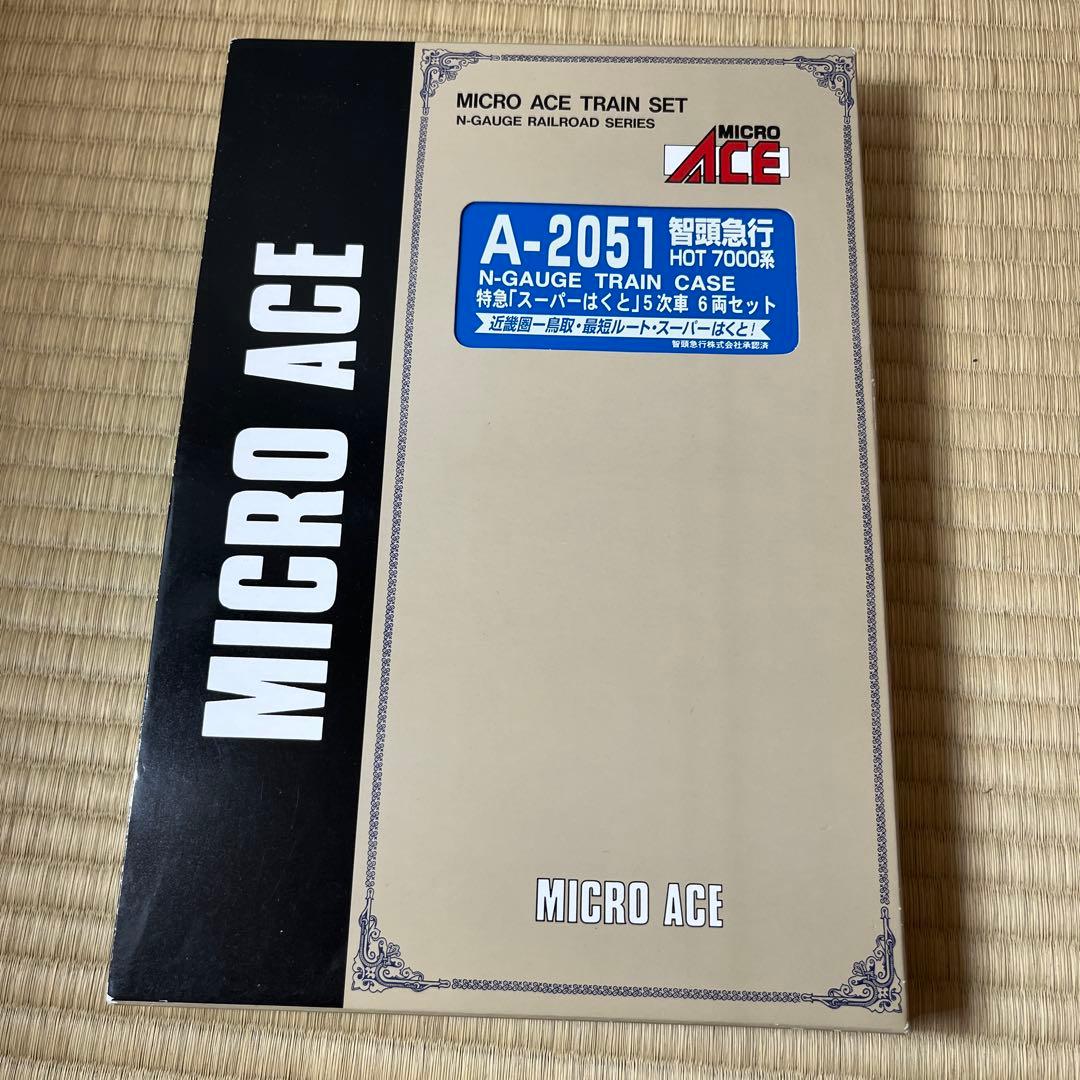 MICRO ACE
MICRO ACE TRAIN SET
N-GAUGE RAILROAD SERIES
MICRO
ACE
A-2051 智頭急行
HOT 7000系
N-GAUGE TRAIN CASE
特急「スーパーはくと」5次車 6両セット
近畿圏ー鳥取・最短ルート・スーパーはくと!
智頭急行株式会社承認済
MICRO ACE